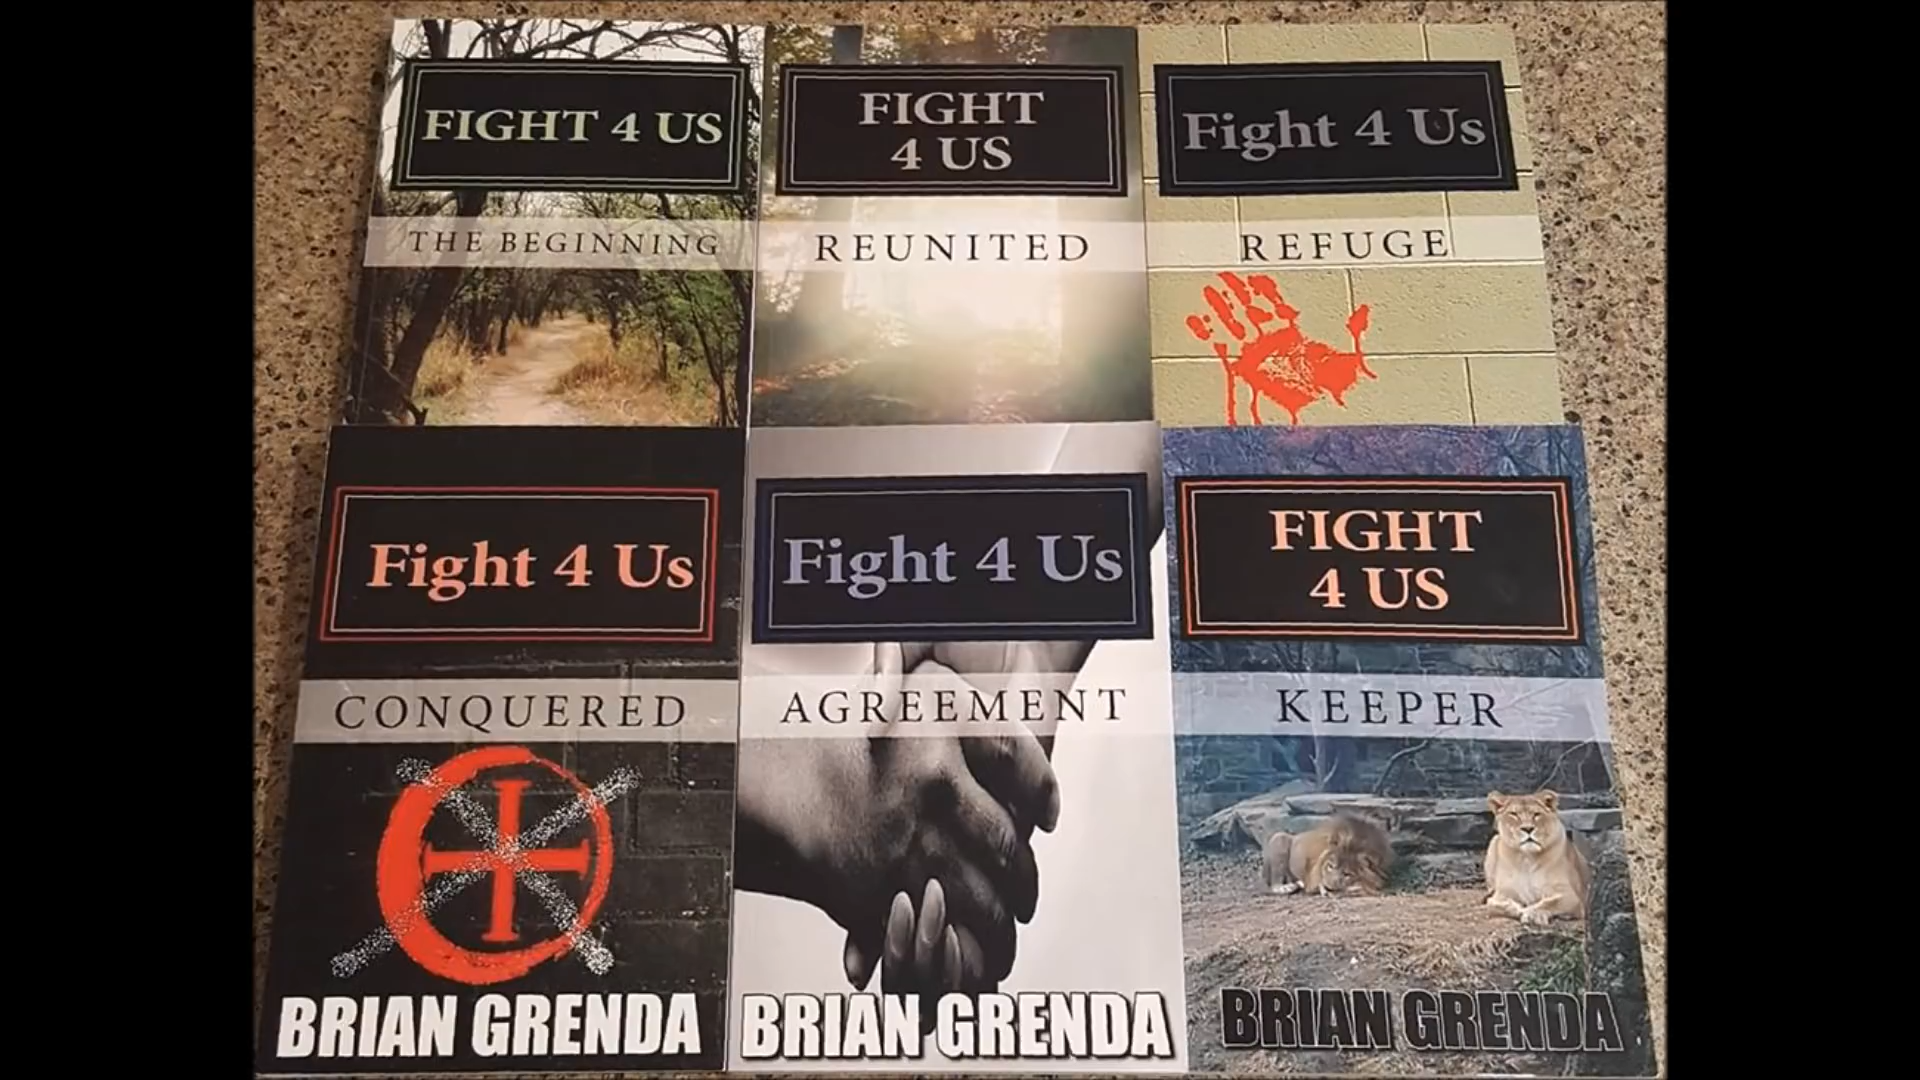 FIGHT 4 US
THE BEGINNING
FIGHT
4 US
REUNITED
Fight 4 Us
REFUGE
Fight 4 Us
CONQUERED
BRIAN GRENDA
Fight 4 Us
AGREEMENT
BRIAN GRENDA
FIGHT
4 US
KEEPER
BRIAN GRENDA